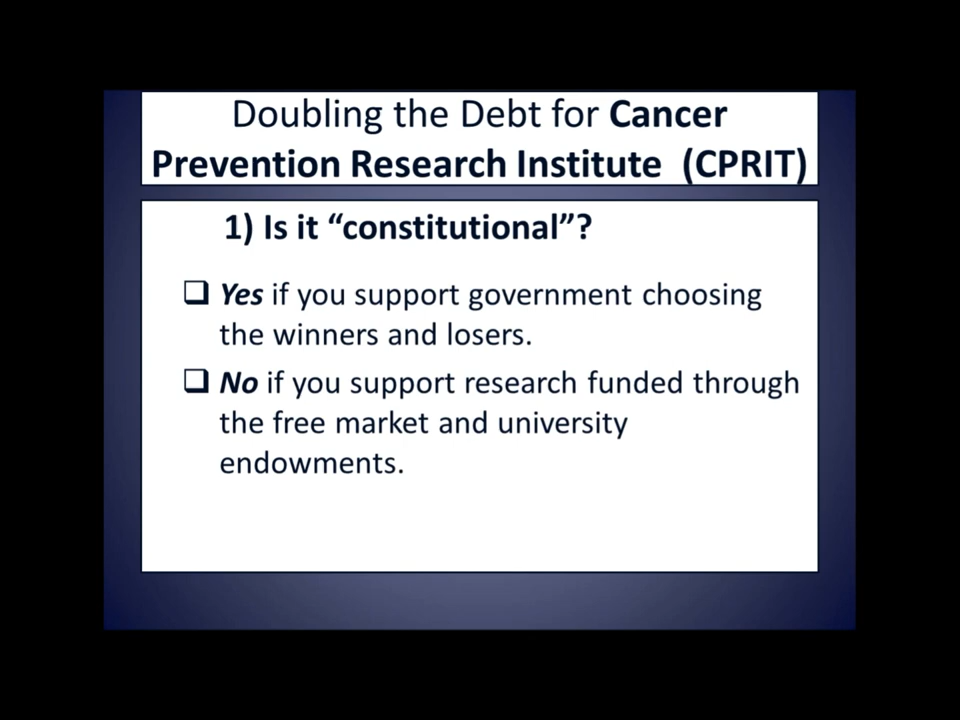 Doubling the Debt for Cancer
Prevention Research Institute (CPRIT)
1) Is it “constitutional”?
❑ Yes if you support government choosing
the winners and losers.
❑ No if you support research funded through
the free market and university
endowments.